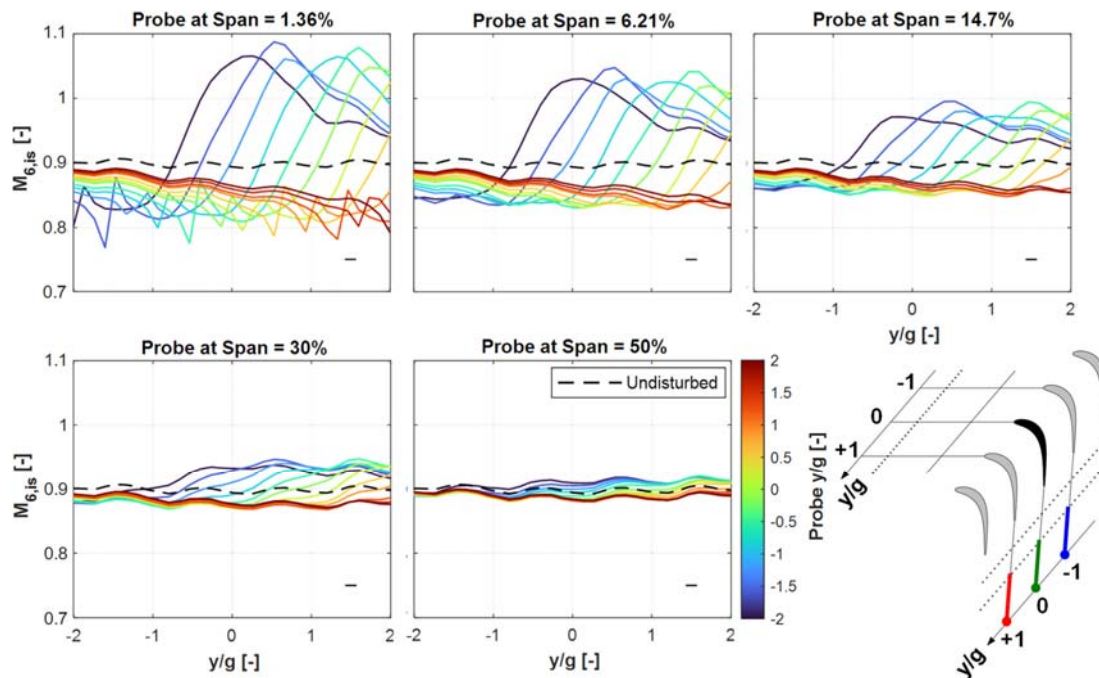 Probe at Span = 1.36%
Probe at Span = 6.21%
Probe at Span = 14.7%
1.1
1
0.9
0.8
0.7
M6,is [-]
-2 -1 0 1 2
y/g [-]
Probe at Span = 30%
Probe at Span = 50%
1.1
1
0.9
0.8
0.7
M6,is [-]
-2 -1 0 1 2
y/g [-]
Undisturbed
-2 -1 0 1 2
y/g [-]
2
1.5
1
0.5
0
-0.5
-1
-1.5
-2
Probe y/g [-]
-1
0
+1
y/g
-1
0
+1
y/g